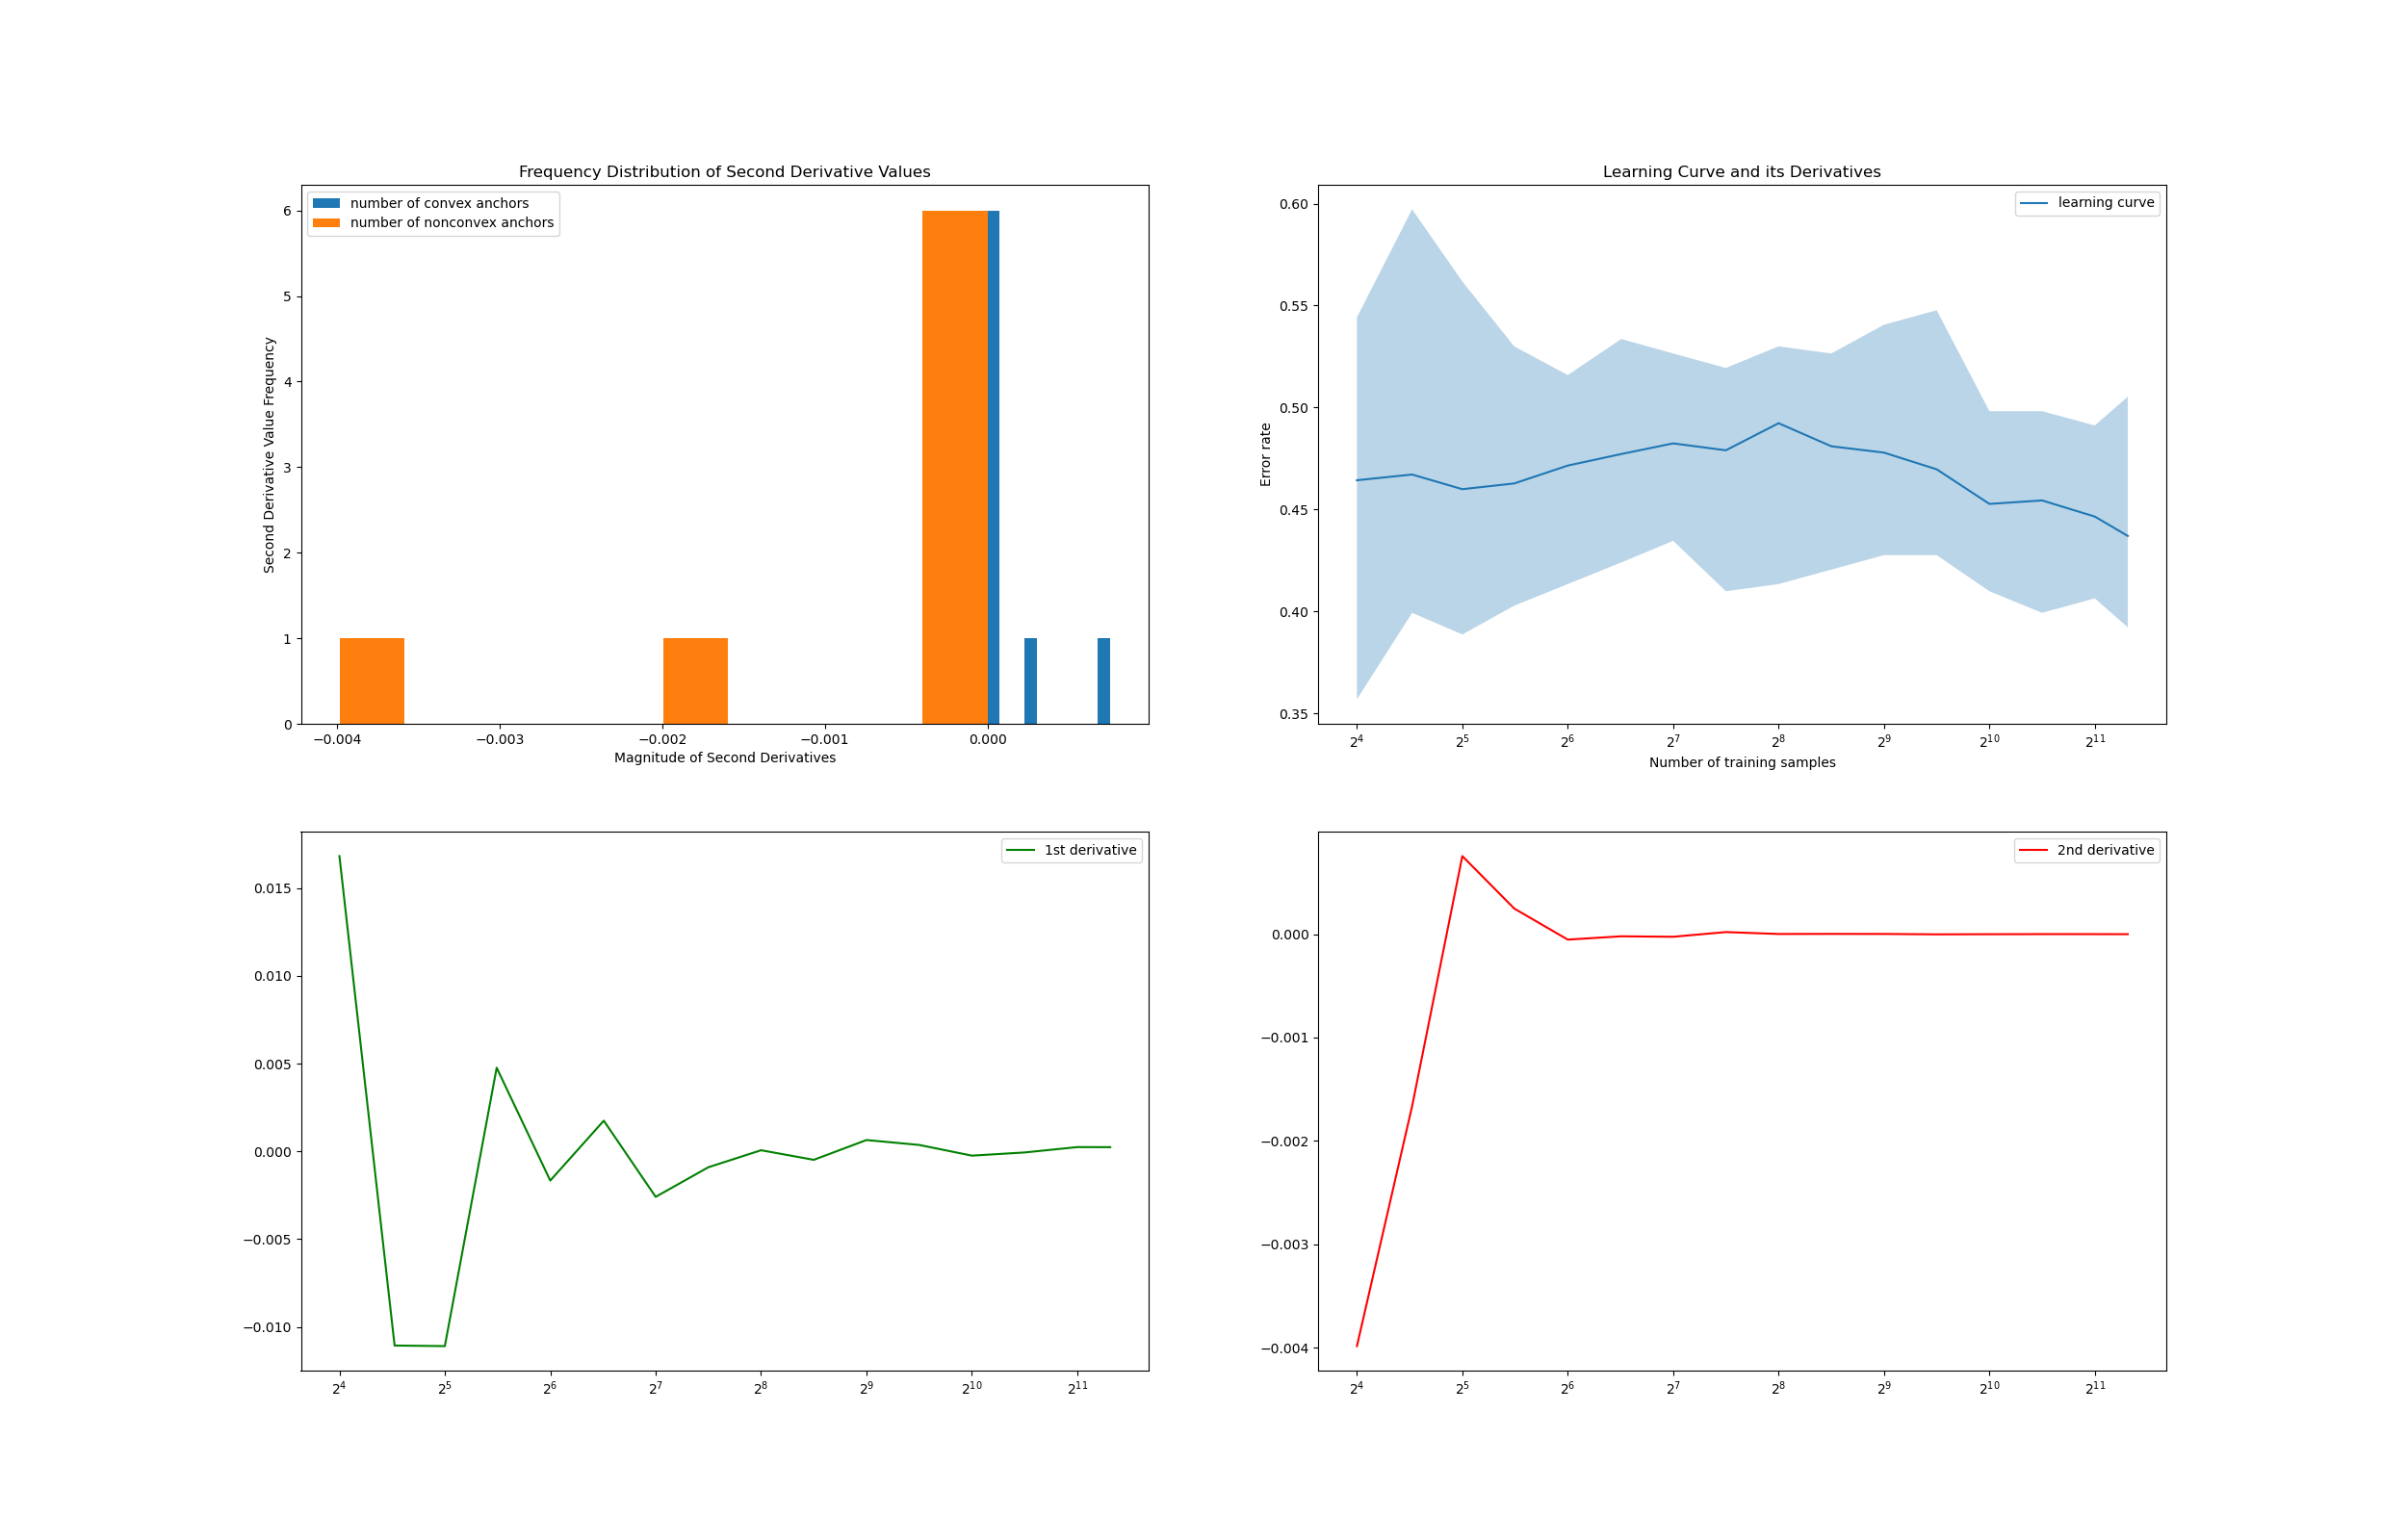 Frequency Distribution of Second Derivative Values
number of convex anchors
number of nonconvex anchors
Second Derivative Value Frequency
6
5
4
3
2
1
0
−0.004 −0.003 −0.002 −0.001 0.000
Magnitude of Second Derivatives
Learning Curve and its Derivatives
learning curve
Error rate
0.60
0.55
0.50
0.45
0.40
0.35
2^4 2^5 2^6 2^7 2^8 2^9 2^10 2^11
Number of training samples
1st derivative
0.015
0.010
0.005
0.000
−0.005
−0.010
2^4 2^5 2^6 2^7 2^8 2^9 2^10 2^11
2nd derivative
0.000
−0.001
−0.002
−0.003
−0.004
2^4 2^5 2^6 2^7 2^8 2^9 2^10 2^11